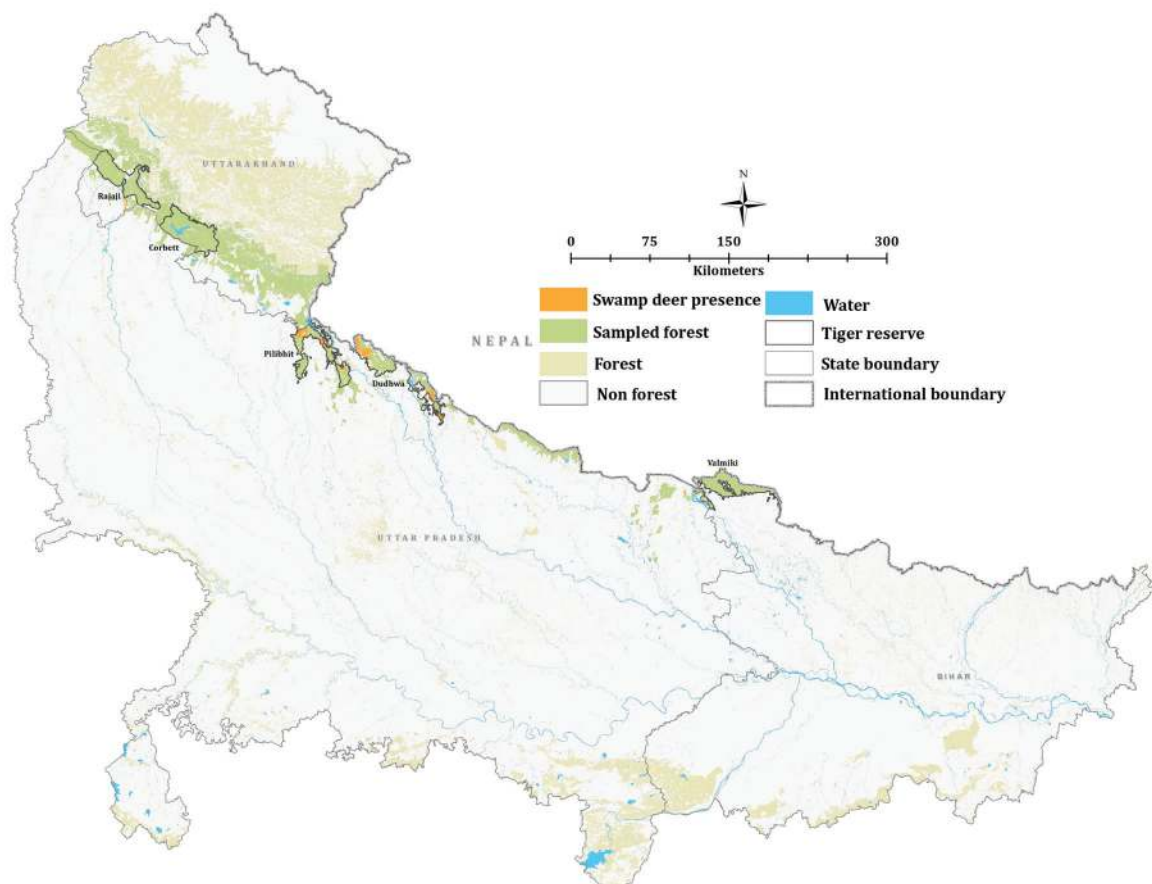 UTTARAKHAND
Rajaji
Corbett
N
0 75 150 300
Kilometers
Swamp deer presence
Water
Sampled forest
Tiger reserve
Forest
State boundary
Non forest
International boundary
NEPAL
Pilibhit
Dudhwa
Valmiki
UTTAR PRADESH
BIHAR